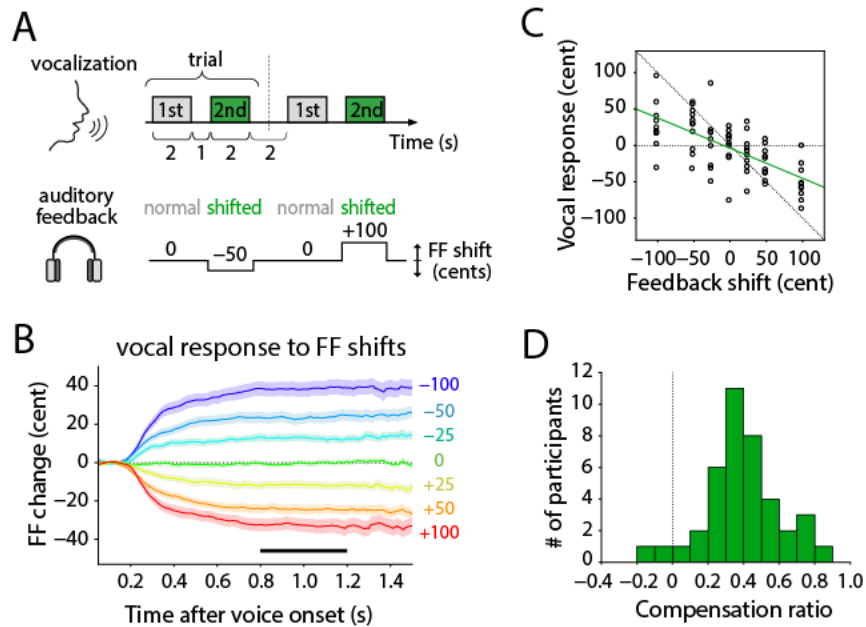 A
vocalization
trial
1st 2nd 1st 2nd
Time (s)
2 1 2 2
auditory
feedback
normal shifted normal shifted
0 −50 0 +100
FF shift
(cents)
B
vocal response to FF shifts
FF change (cent)
40
20
0
−20
−40
0.2 0.4 0.6 0.8 1.0 1.2 1.4
Time after voice onset (s)
−100
−50
−25
0
+25
+50
+100
C
Vocal response (cent)
100
50
0
−50
−100
−100 −50 0 50 100
Feedback shift (cent)
D
# of participants
12
10
8
6
4
2
0
−0.4 0 0.2 0.4 0.6 0.8 1.0
Compensation ratio